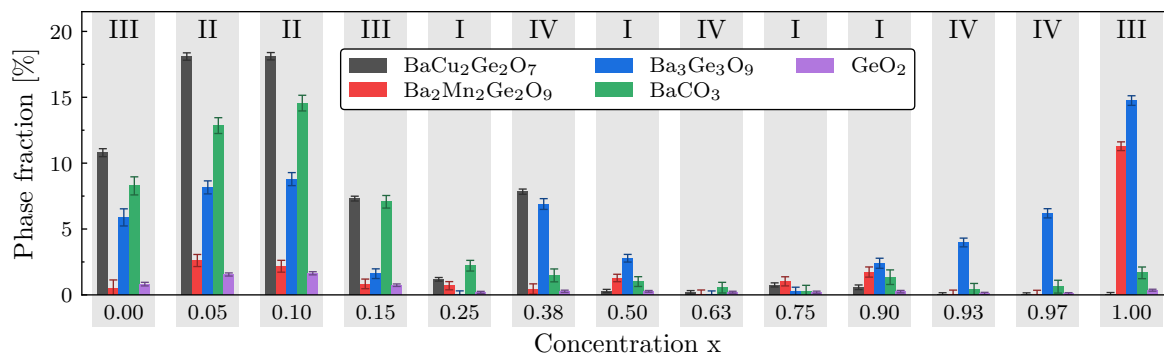 Phase fraction [%]
20
15
10
5
0
III II II III I IV I IV I I IV IV III
BaCu₂Ge₂O₇ Ba₃Ge₃O₉ GeO₂
Ba₂Mn₂Ge₂O₉ BaCO₃
0.00 0.05 0.10 0.15 0.25 0.38 0.50 0.63 0.75 0.90 0.93 0.97 1.00
Concentration x